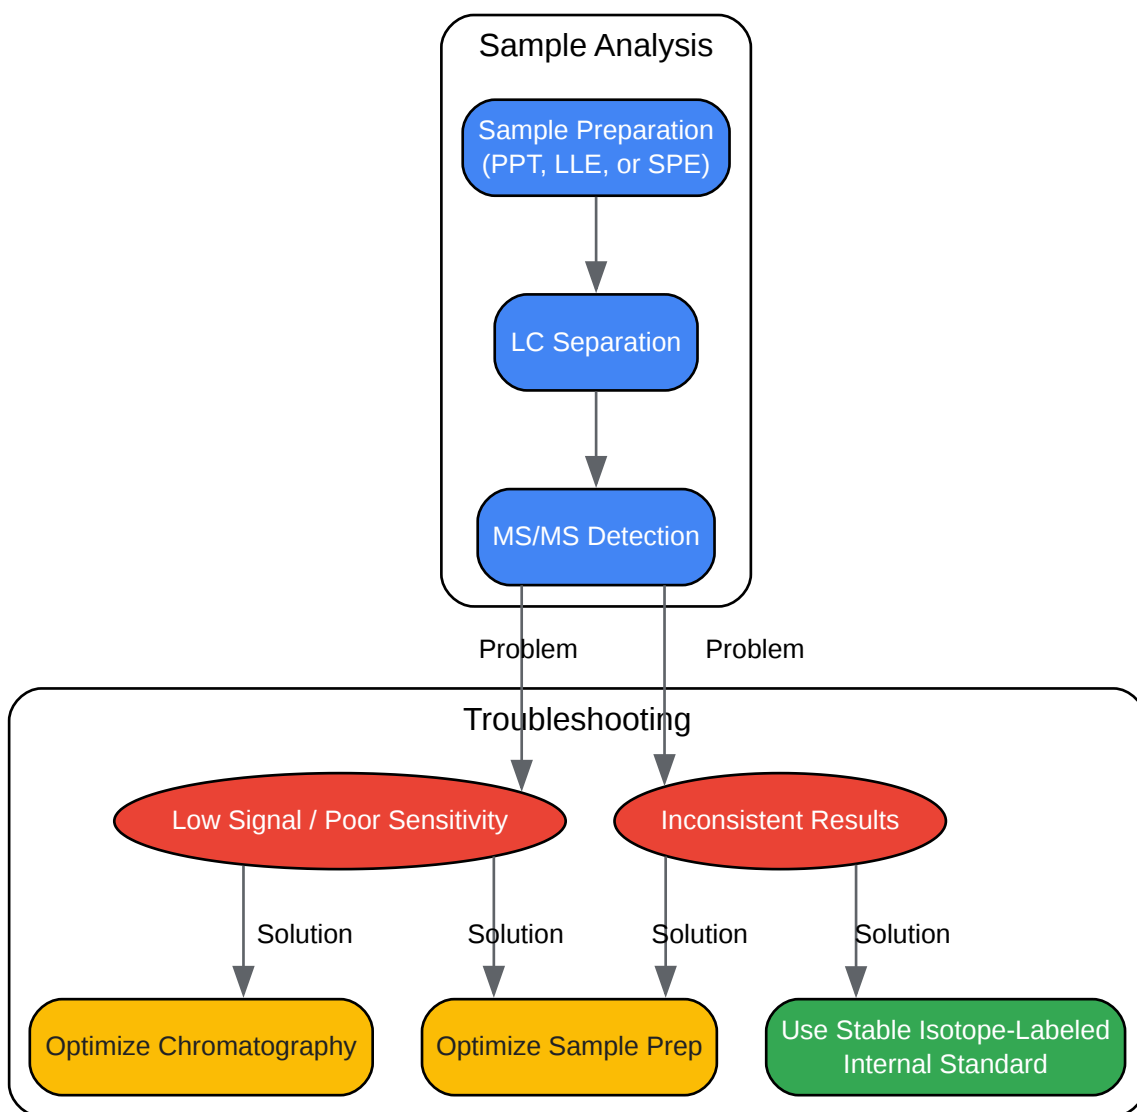 Sample Analysis
Sample Preparation
(PPT, LLE, or SPE)
LC Separation
MS/MS Detection
Problem
Problem
Troubleshooting
Low Signal / Poor Sensitivity
Inconsistent Results
Solution
Solution
Solution
Solution
Optimize Chromatography
Optimize Sample Prep
Use Stable Isotope-Labeled
Internal Standard